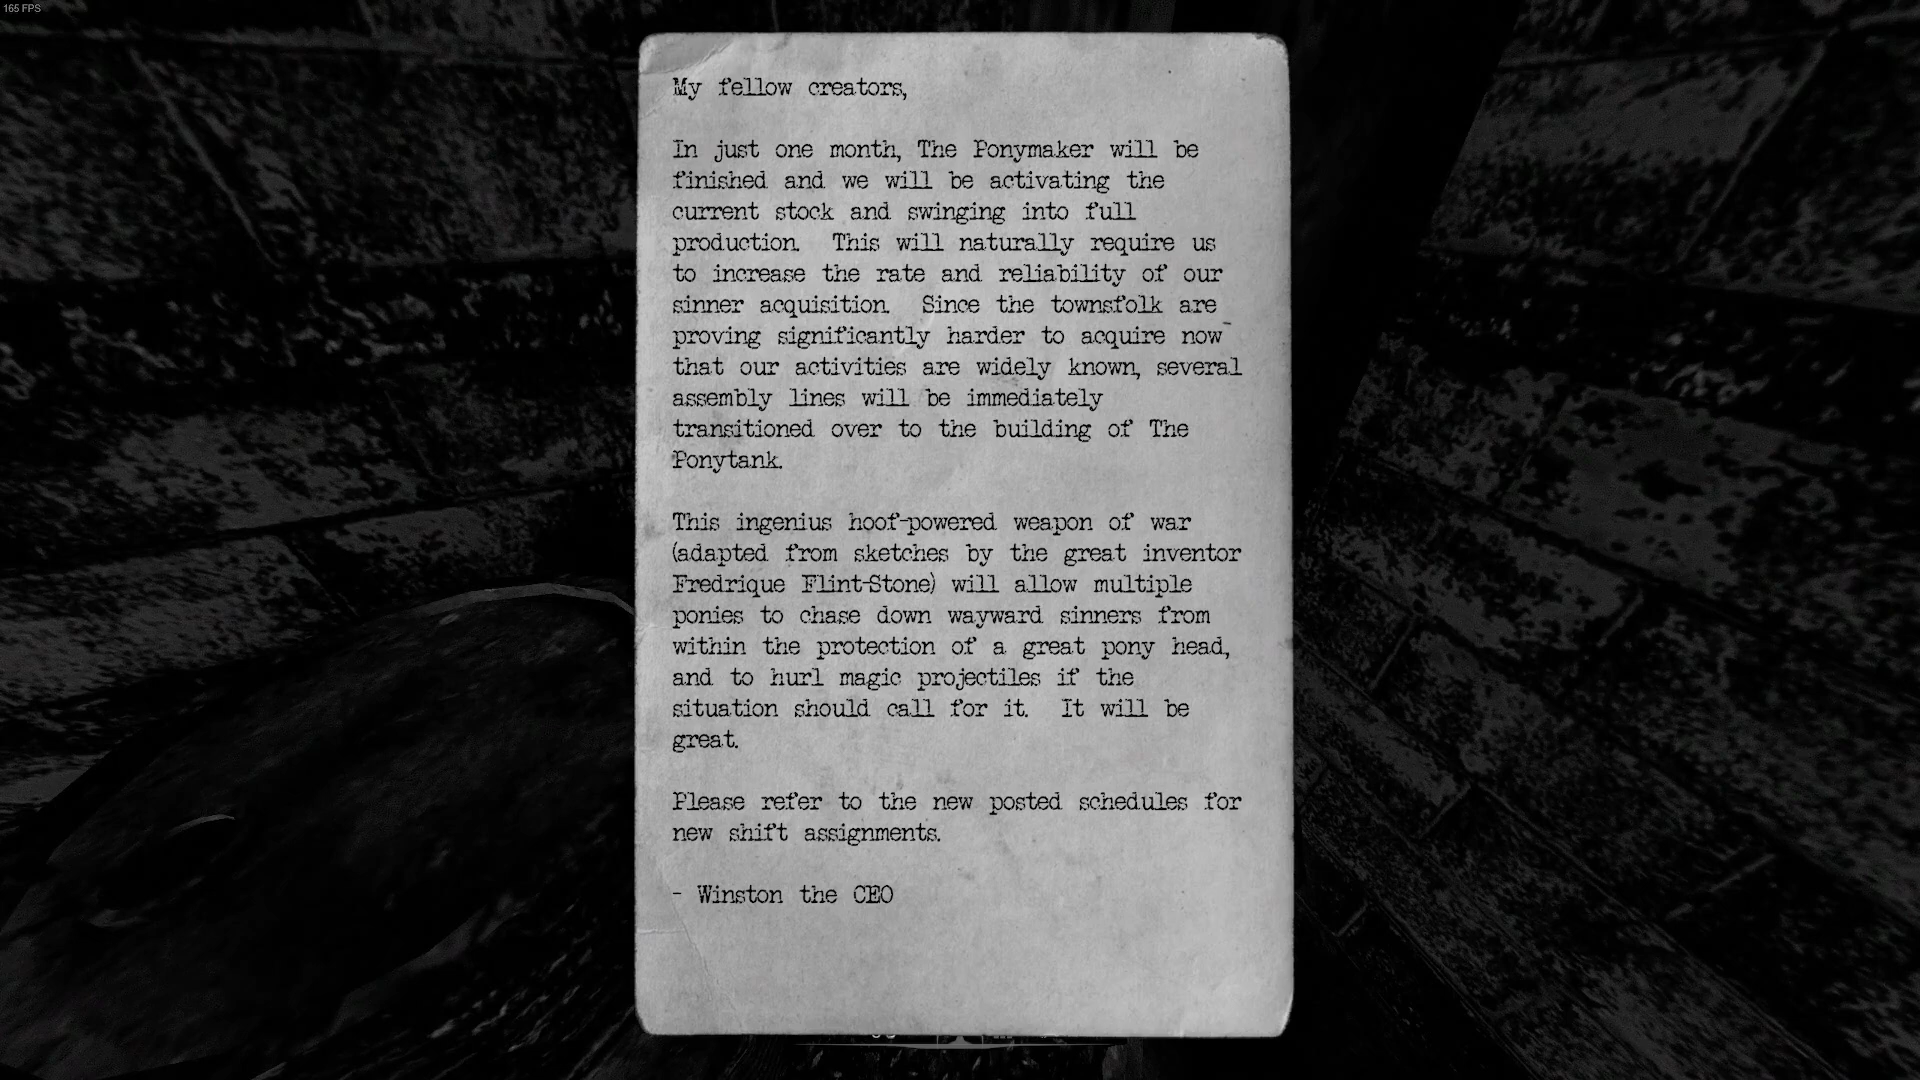 165 FPS
My fellow creators,
In just one month, The Ponymaker will be
finished and we will be activating the
current stock and swinging into full
production.  This will naturally require us
to increase the rate and reliability of our
sinner acquisition.  Since the townsfolk are
proving significantly harder to acquire now
that our activities are widely known, several
assembly lines will be immediately
transitioned over to the building of The
Ponytank.
This ingenius hoof-powered weapon of war
(adapted from sketches by the great inventor
Fredrique Flint-Stone) will allow multiple
ponies to chase down wayward sinners from
within the protection of a great pony head,
and to hurl magic projectiles if the
situation should call for it.  It will be
great.
Please refer to the new posted schedules for
new shift assignments.
- Winston the CEO